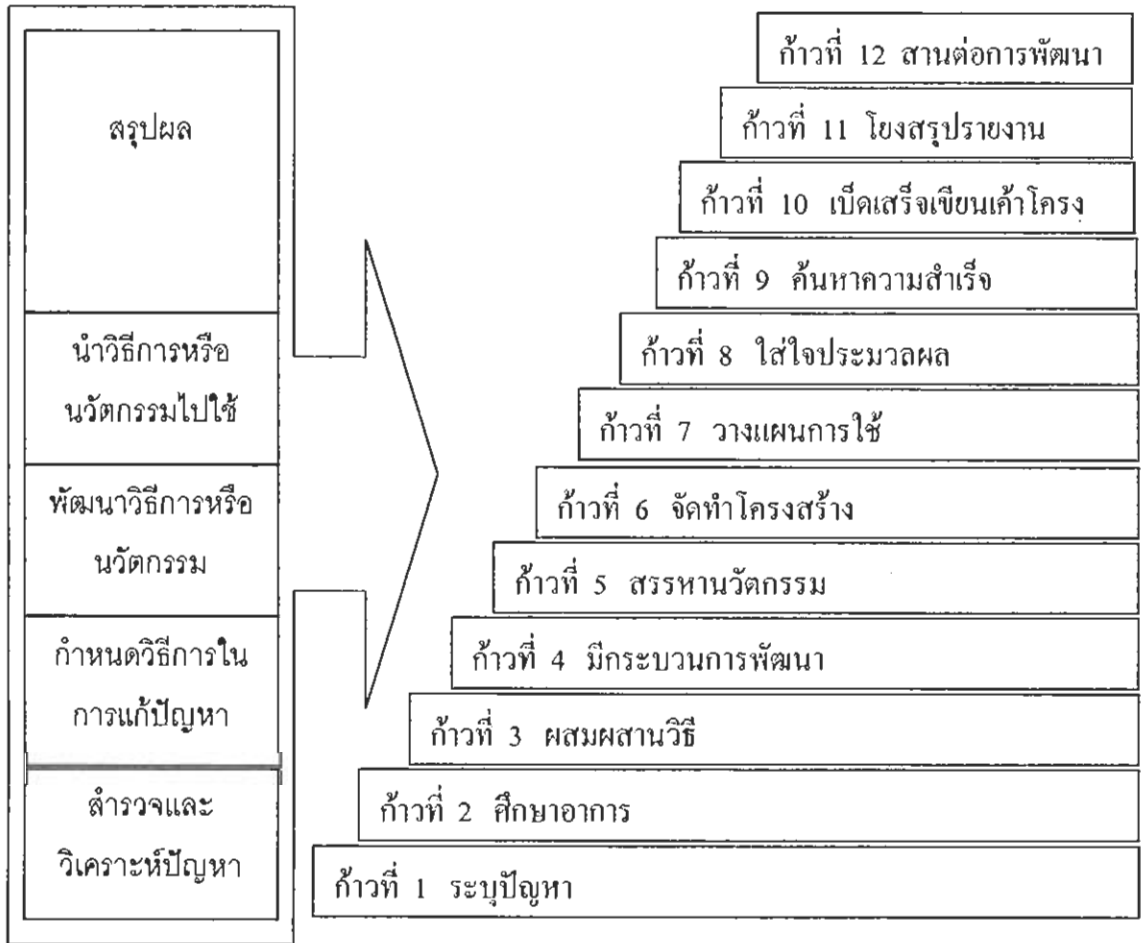 สรุปผล
นำวิธีการหรือ
นวัตกรรมไปใช้
พัฒนาวิธีการหรือ
นวัตกรรม
กำหนดวิธีการใน
การแก้ปัญหา
สำรวจและ
วิเคราะห์ปัญหา
ก้าวที่ 12 สานต่อการพัฒนา
ก้าวที่ 11 โยงสรุปรายงาน
ก้าวที่ 10 เบ็ดเสร็จเขียนเค้าโครง
ก้าวที่ 9 ค้นหาความสำเร็จ
ก้าวที่ 8 ใส่ใจประมวลผล
ก้าวที่ 7 วางแผนการใช้
ก้าวที่ 6 จัดทำโครงสร้าง
ก้าวที่ 5 สรรหานวัตกรรม
ก้าวที่ 4 มีกระบวนการพัฒนา
ก้าวที่ 3 ผสมผสานวิธี
ก้าวที่ 2 ศึกษาอาการ
ก้าวที่ 1 ระบุปัญหา